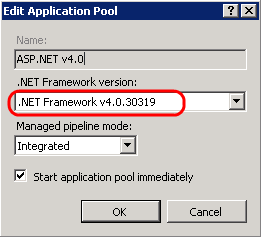 Edit Application Pool
Name:
ASP.NET v4.0
.NET Framework version:
.NET Framework v4.0.30319
Managed pipeline mode:
Integrated
Start application pool immediately
OK
Cancel